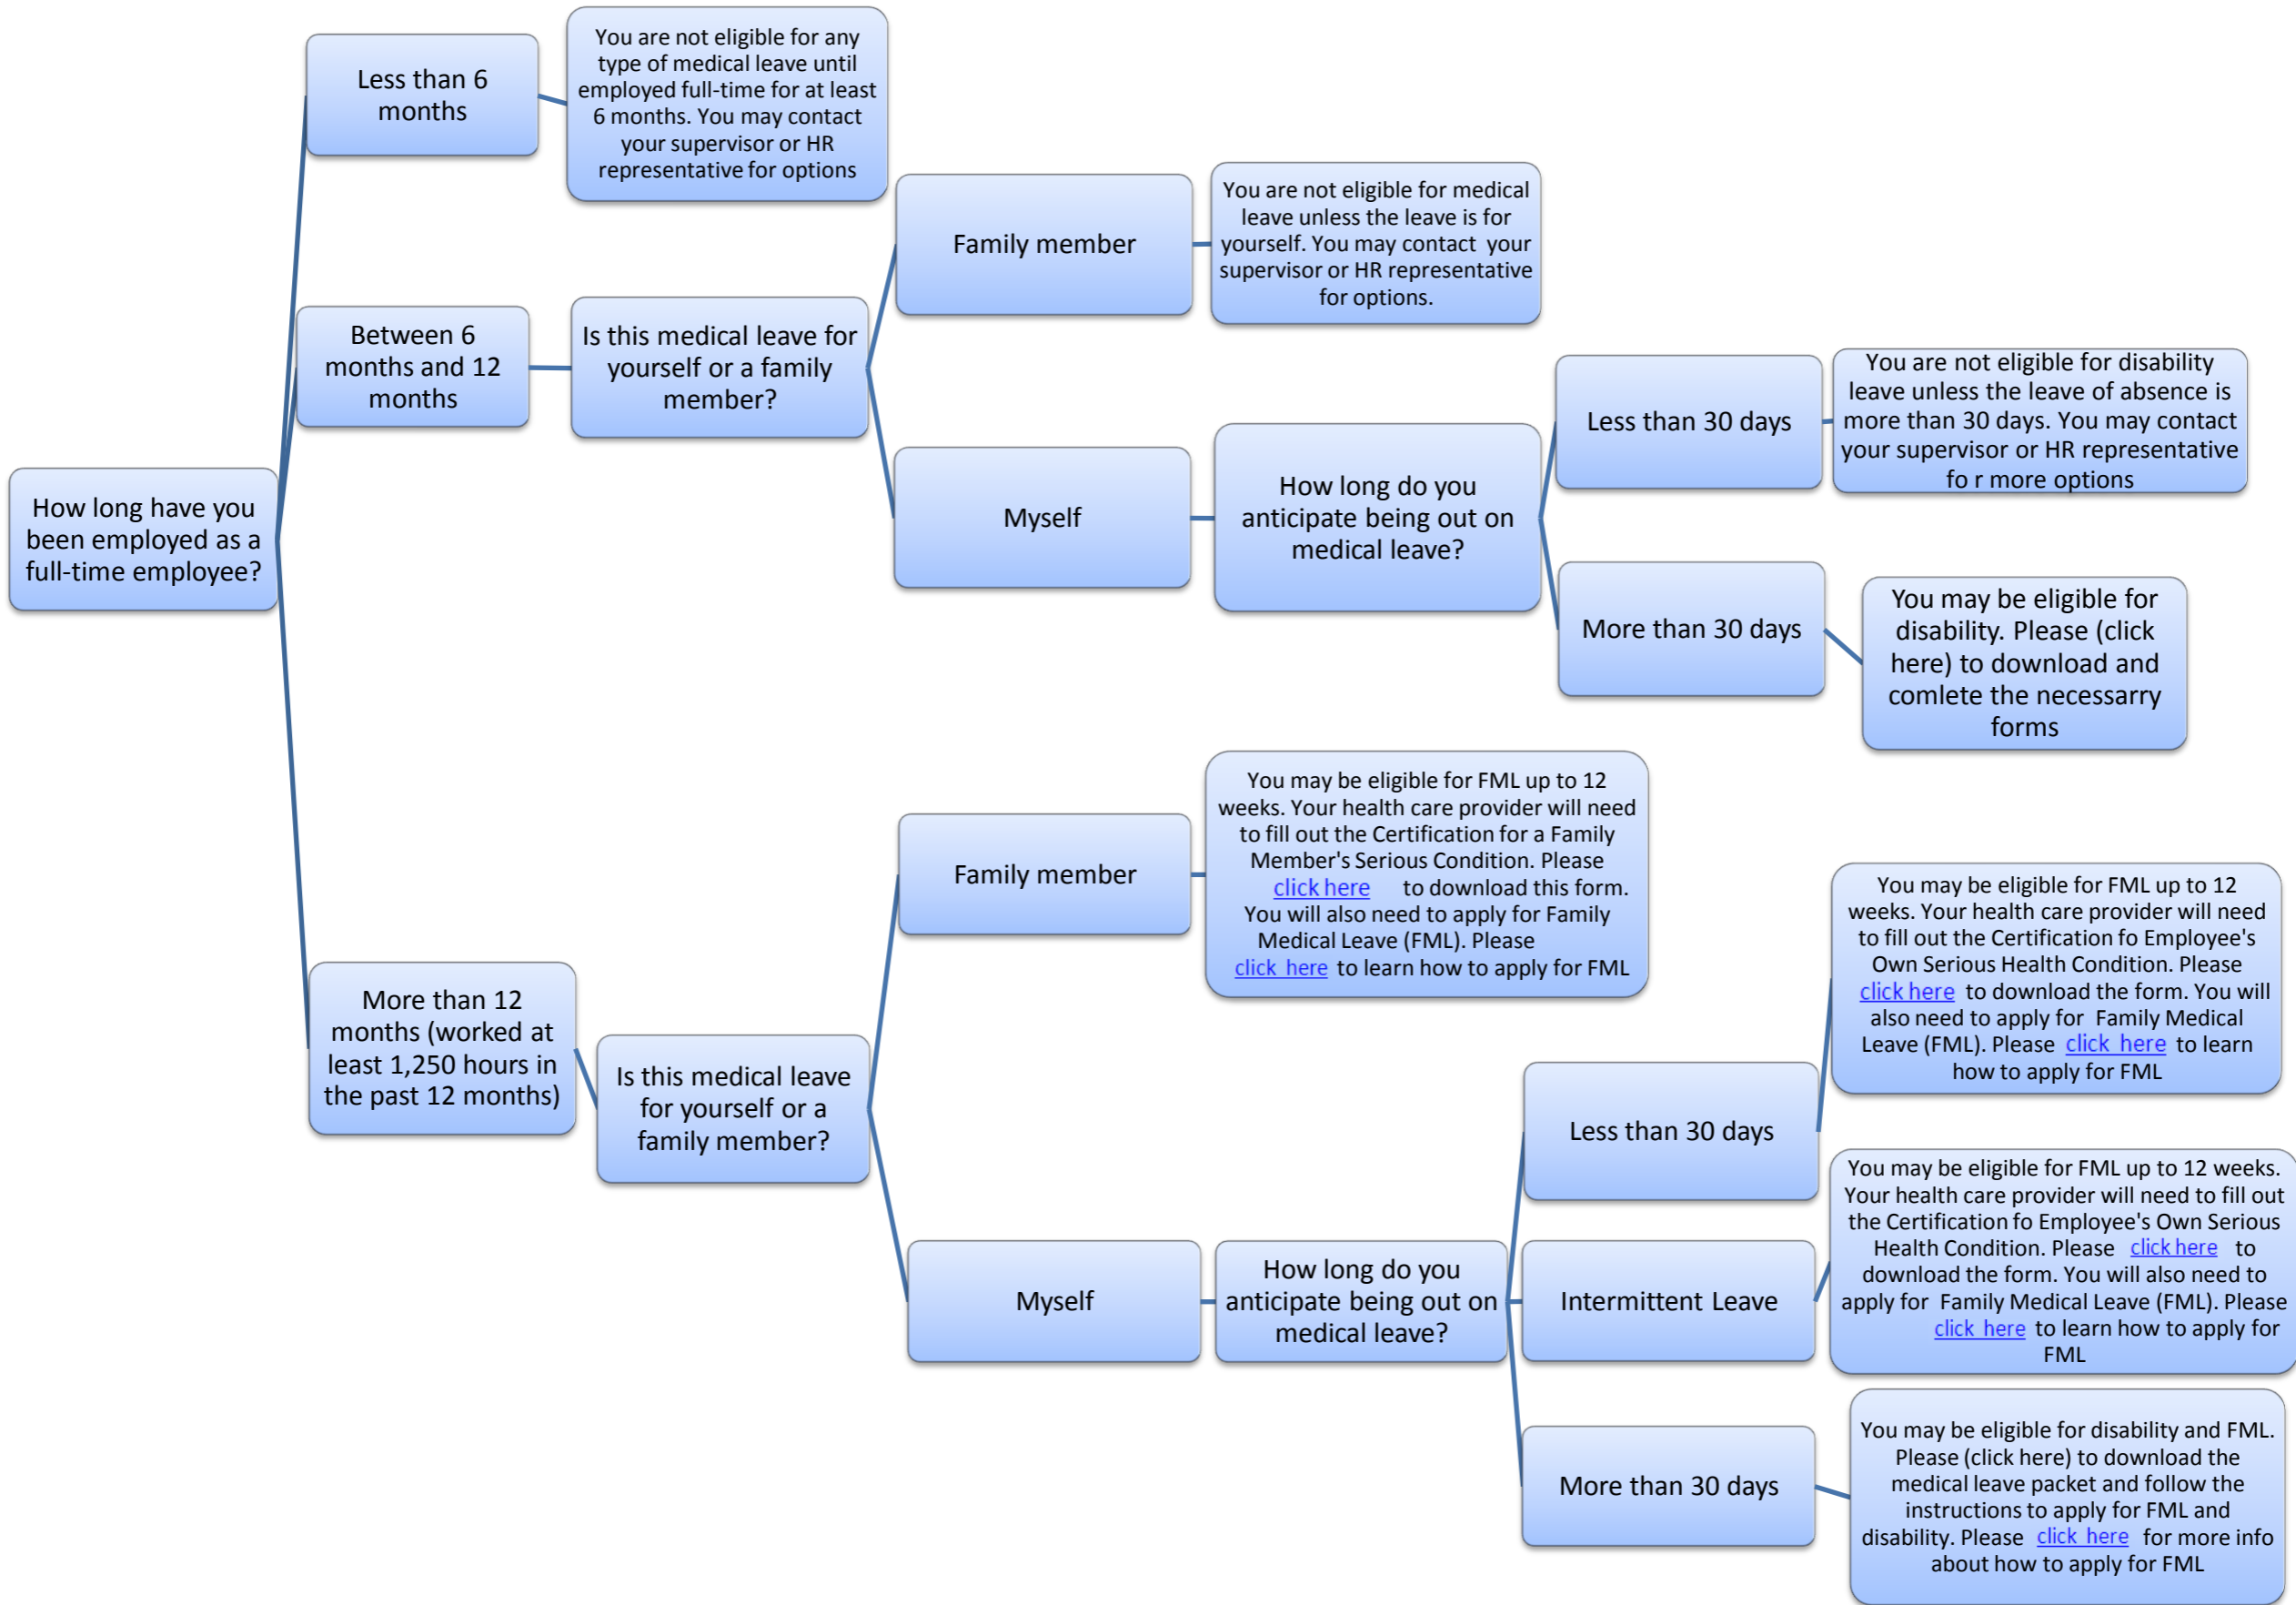 How long have you
been employed as a
full-time employee?
Less than 6
months
You are not eligible for any
type of medical leave until
employed full-time for at least
6 months. You may contact
your supervisor or HR
representative for options
Between 6
months and 12
months
Is this medical leave for
yourself or a family
member?
Family member
You are not eligible for medical
leave unless the leave is for
yourself. You may contact your
supervisor or HR representative
for options.
Myself
How long do you
anticipate being out on
medical leave?
Less than 30 days
You are not eligible for disability
leave unless the leave of absence is
more than 30 days. You may contact
your supervisor or HR representative
fo r more options
More than 30 days
You may be eligible for
disability. Please (click
here) to download and
comlete the necessarry
forms
More than 12
months (worked at
least 1,250 hours in
the past 12 months)
Is this medical leave
for yourself or a
family member?
Family member
You may be eligible for FML up to 12
weeks. Your health care provider will need
to fill out the Certification for a Family
Member's Serious Condition. Please
click here to download this form.
You will also need to apply for Family
Medical Leave (FML). Please
click here to learn how to apply for FML
Myself
How long do you
anticipate being out on
medical leave?
Less than 30 days
You may be eligible for FML up to 12
weeks. Your health care provider will need
to fill out the Certification fo Employee's
Own Serious Health Condition. Please
click here to download the form. You will
also need to apply for Family Medical
Leave (FML). Please click here to learn
how to apply for FML
Intermittent Leave
You may be eligible for FML up to 12 weeks.
Your health care provider will need to fill out
the Certification fo Employee's Own Serious
Health Condition. Please click here to
download the form. You will also need to
apply for Family Medical Leave (FML). Please
click here to learn how to apply for
FML
More than 30 days
You may be eligible for disability and FML.
Please (click here) to download the
medical leave packet and follow the
instructions to apply for FML and
disability. Please click here for more info
about how to apply for FML